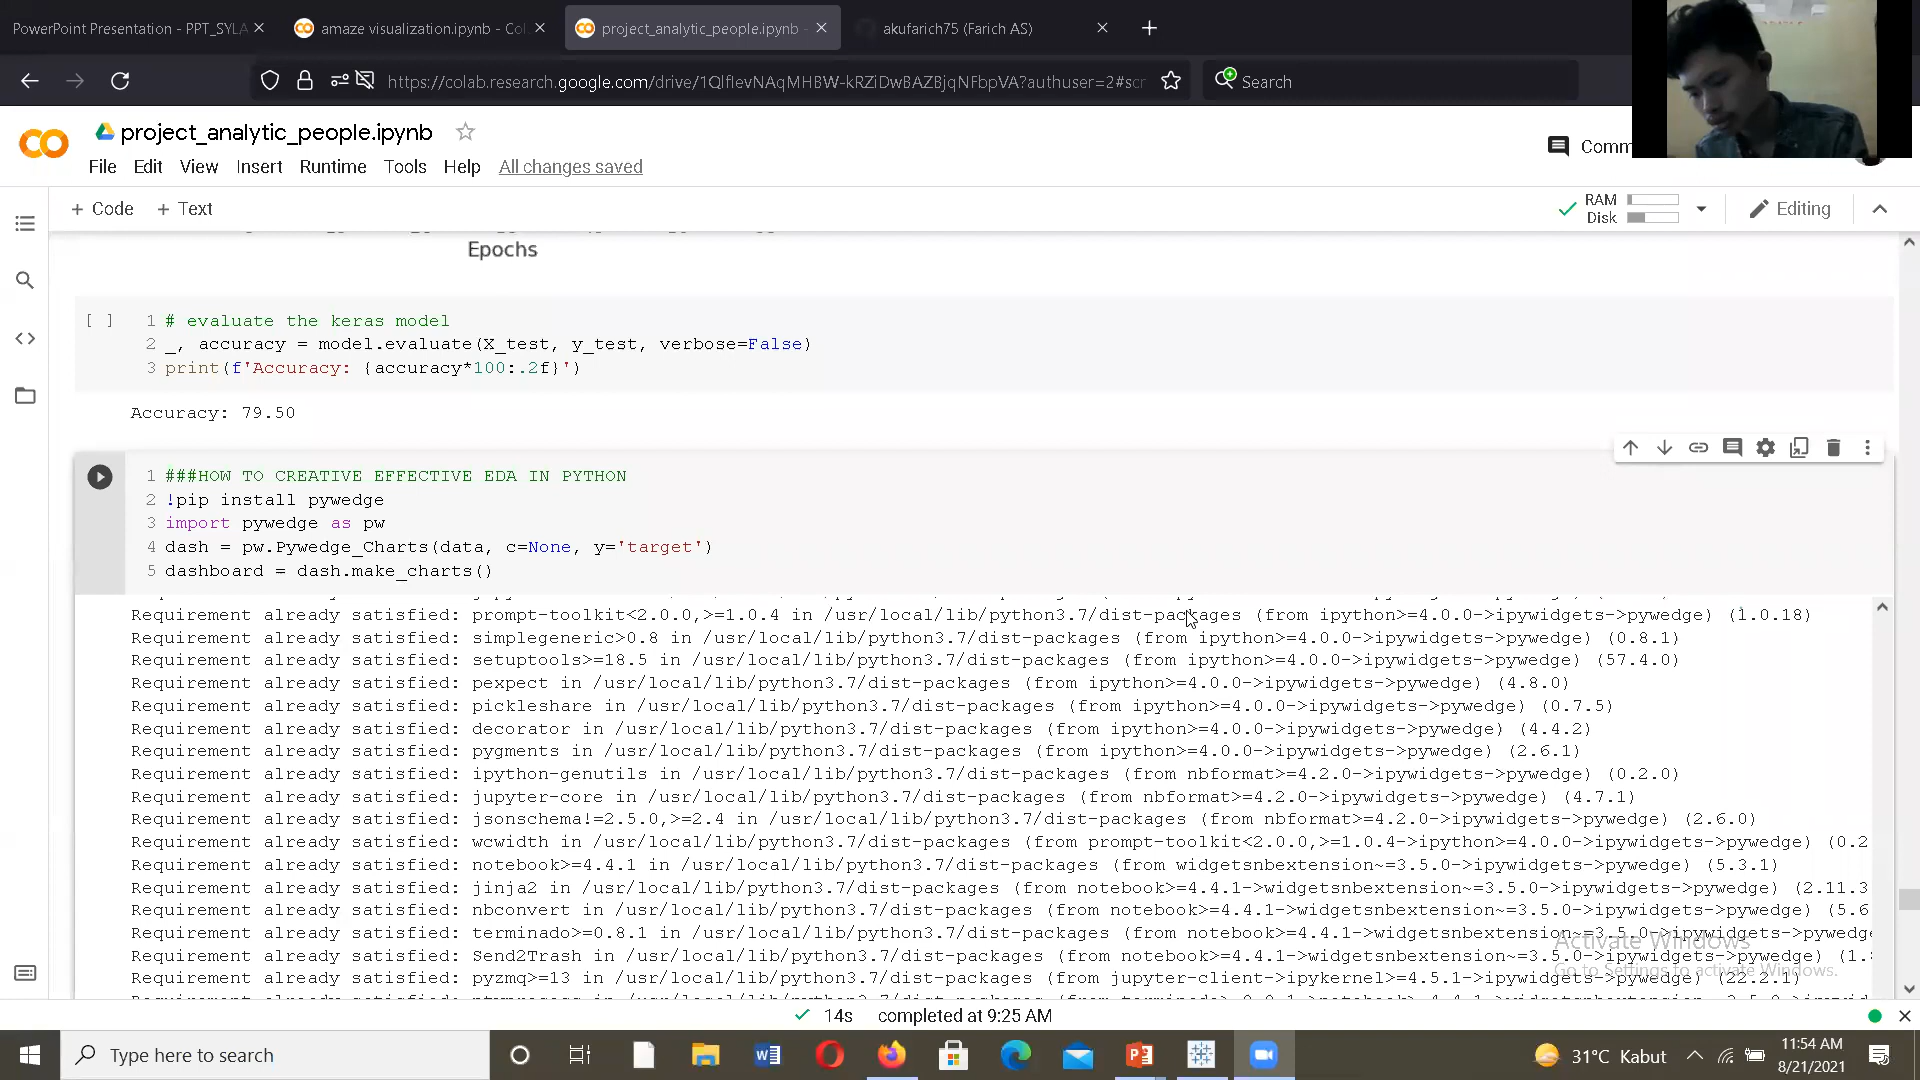 PowerPoint Presentation - PPT_SYLA
amaze visualization.ipynb - Col
project_analytic_people.ipynb -
akufarich75 (Farich AS)
https://colab.research.google.com/drive/1QlfIevNAqMHBW-kRZiDwBAZBjqNFbpVA?authuser=2#scr
Search
project_analytic_people.ipynb
Comm
File Edit View Insert Runtime Tools Help All changes saved
+ Code + Text
RAM
Disk
Editing
Epochs
[ ]
1 # evaluate the keras model
2 _, accuracy = model.evaluate(X_test, y_test, verbose=False)
3 print(f'Accuracy: {accuracy*100:.2f}')
Accuracy: 79.50
1 ###HOW TO CREATIVE EFFECTIVE EDA IN PYTHON
2 !pip install pywedge
3 import pywedge as pw
4 dash = pw.Pywedge_Charts(data, c=None, y='target')
5 dashboard = dash.make_charts()
Requirement already satisfied: prompt-toolkit<2.0.0,>=1.0.4 in /usr/local/lib/python3.7/dist-packages (from ipython>=4.0.0->ipywidgets->pywedge) (1.0.18)
Requirement already satisfied: simplegeneric>0.8 in /usr/local/lib/python3.7/dist-packages (from ipython>=4.0.0->ipywidgets->pywedge) (0.8.1)
Requirement already satisfied: setuptools>=18.5 in /usr/local/lib/python3.7/dist-packages (from ipython>=4.0.0->ipywidgets->pywedge) (57.4.0)
Requirement already satisfied: pexpect in /usr/local/lib/python3.7/dist-packages (from ipython>=4.0.0->ipywidgets->pywedge) (4.8.0)
Requirement already satisfied: pickleshare in /usr/local/lib/python3.7/dist-packages (from ipython>=4.0.0->ipywidgets->pywedge) (0.7.5)
Requirement already satisfied: decorator in /usr/local/lib/python3.7/dist-packages (from ipython>=4.0.0->ipywidgets->pywedge) (4.4.2)
Requirement already satisfied: pygments in /usr/local/lib/python3.7/dist-packages (from ipython>=4.0.0->ipywidgets->pywedge) (2.6.1)
Requirement already satisfied: ipython-genutils in /usr/local/lib/python3.7/dist-packages (from nbformat>=4.2.0->ipywidgets->pywedge) (0.2.0)
Requirement already satisfied: jupyter-core in /usr/local/lib/python3.7/dist-packages (from nbformat>=4.2.0->ipywidgets->pywedge) (4.7.1)
Requirement already satisfied: jsonschema!=2.5.0,>=2.4 in /usr/local/lib/python3.7/dist-packages (from nbformat>=4.2.0->ipywidgets->pywedge) (2.6.0)
Requirement already satisfied: wcwidth in /usr/local/lib/python3.7/dist-packages (from prompt-toolkit<2.0.0,>=1.0.4->ipython>=4.0.0->ipywidgets->pywedge) (0.2
Requirement already satisfied: notebook>=4.4.1 in /usr/local/lib/python3.7/dist-packages (from widgetsnbextension~=3.5.0->ipywidgets->pywedge) (5.3.1)
Requirement already satisfied: jinja2 in /usr/local/lib/python3.7/dist-packages (from notebook>=4.4.1->widgetsnbextension~=3.5.0->ipywidgets->pywedge) (2.11.3
Requirement already satisfied: nbconvert in /usr/local/lib/python3.7/dist-packages (from notebook>=4.4.1->widgetsnbextension~=3.5.0->ipywidgets->pywedge) (5.6
Requirement already satisfied: terminado>=0.8.1 in /usr/local/lib/python3.7/dist-packages (from notebook>=4.4.1->widgetsnbextension~=3.5.0->ipywidgets->pywedge
Requirement already satisfied: Send2Trash in /usr/local/lib/python3.7/dist-packages (from notebook>=4.4.1->widgetsnbextension~=3.5.0->ipywidgets->pywedge) (1.
Requirement already satisfied: pyzmq>=13 in /usr/local/lib/python3.7/dist-packages (from jupyter-client->ipykernel>=4.5.1->ipywidgets->pywedge) (22.2.1)
Activate Windows
Go to Settings to activate Windows.
14s completed at 9:25 AM
Type here to search
31°C Kabut
11:54 AM
8/21/2021